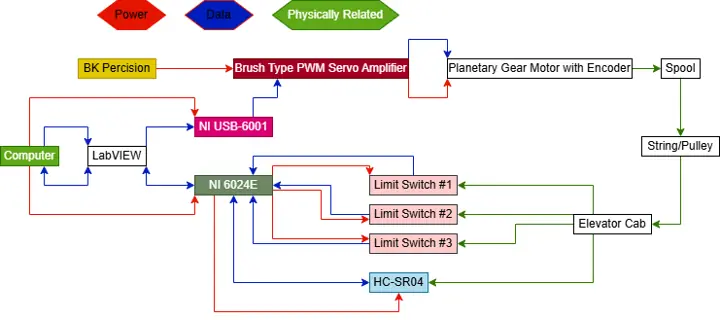 Power
Data
Physically Related
BK Percision
Brush Type PWM Servo Amplifier
Planetary Gear Motor with Encoder
Spool
NI USB-6001
String/Pulley
Computer
LabVIEW
NI 6024E
Limit Switch #1
Limit Switch #2
Elevator Cab
Limit Switch #3
HC-SR04